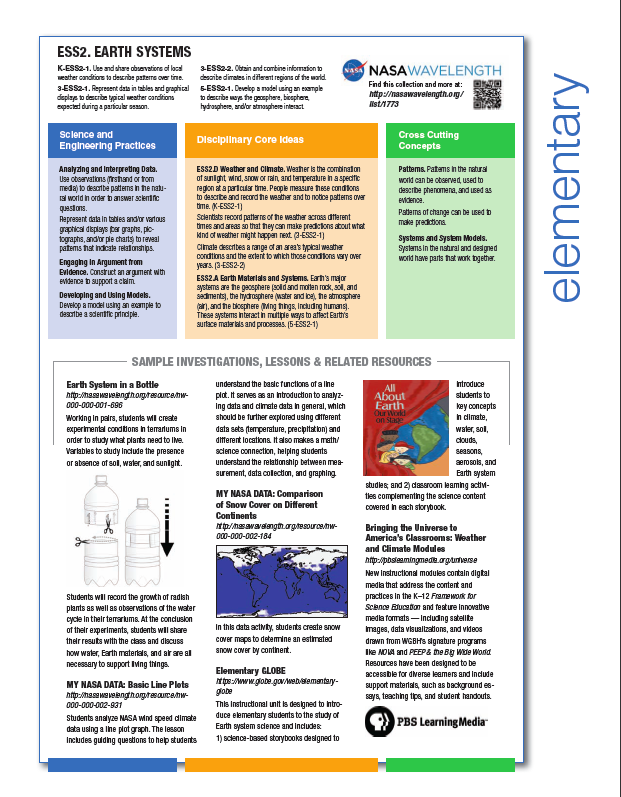 ESS2. EARTH SYSTEMS
K-ESS2-1. Use and share observations of local
weather conditions to describe patterns over time.
3-ESS2-1. Represent data in tables and graphical
displays to describe typical weather conditions
expected during a particular season.
3-ESS2-2. Obtain and combine information to
describe climates in different regions of the world.
5-ESS2-1. Develop a model using an example
to describe ways the geosphere, biosphere,
hydrosphere, and/or atmosphere interact.
NASA
NASAWAVELENGTH
Find this collection and more at:
http://nasawavelength.org/
list/1773
elementary
Science and
Engineering Practices
Analyzing and Interpreting Data.
Use observations (firsthand or from
media) to describe patterns in the natu-
ral world in order to answer scientific
questions.
Represent data in tables and/or various
graphical displays (bar graphs, pic-
tographs, and/or pie charts) to reveal
patterns that indicate relationships.
Engaging in Argument from
Evidence. Construct an argument with
evidence to support a claim.
Developing and Using Models.
Develop a model using an example to
describe a scientific principle.
Disciplinary Core Ideas
ESS2.D Weather and Climate. Weather is the combination
of sunlight, wind, snow or rain, and temperature in a specific
region at a particular time. People measure these conditions
to describe and record the weather and to notice patterns over
time. (K-ESS2-1)
Scientists record patterns of the weather across different
times and areas so that they can make predictions about what
kind of weather might happen next. (3-ESS2-1)
Climate describes a range of an area's typical weather
conditions and the extent to which those conditions vary over
years. (3-ESS2-2)
ESS2.A Earth Materials and Systems. Earth's major
systems are the geosphere (solid and molten rock, soil, and
sediments), the hydrosphere (water and ice), the atmosphere
(air), and the biosphere (living things, including humans).
These systems interact in multiple ways to affect Earth's
surface materials and processes. (5-ESS2-1)
Cross Cutting
Concepts
Patterns. Patterns in the natural
world can be observed, used to
describe phenomena, and used as
evidence.
Patterns of change can be used to
make predictions.
Systems and System Models.
Systems in the natural and designed
world have parts that work together.
SAMPLE INVESTIGATIONS, LESSONS & RELATED RESOURCES
Earth System in a Bottle
http://nasawavelength.org/resource/nw-
000-000-001-696
Working in pairs, students will create
experimental conditions in terrariums in
order to study what plants need to live.
Variables to study include the presence
or absence of soil, water, and sunlight.
Students will record the growth of radish
plants as well as observations of the water
cycle in their terrariums. At the conclusion
of their experiments, students will share
their results with the class and discuss
how water, Earth materials, and air are all
necessary to support living things.
MY NASA DATA: Basic Line Plots
http://nasawavelength.org/resource/nw-
000-000-002-931
Students analyze NASA wind speed climate
data using a line plot graph. The lesson
includes guiding questions to help students
understand the basic functions of a line
plot. It serves as an introduction to analyz-
ing data and climate data in general, which
should be further explored using different
data sets (temperature, precipitation) and
different locations. It also makes a math/
science connection, helping students
understand the relationship between mea-
surement, data collection, and graphing.
MY NASA DATA: Comparison
of Snow Cover on Different
Continents
http://nasawavelength.org/resource/nw-
000-000-002-184
In this data activity, students create snow
cover maps to determine an estimated
snow cover by continent.
Elementary GLOBE
https://www.globe.gov/web/elementary-
globe
This instructional unit is designed to intro-
duce elementary students to the study of
Earth system science and includes:
1) science-based storybooks designed to
All
About
Earth
Our World
on Stage
introduce
students to
key concepts
in climate,
water, soil,
clouds,
seasons,
aerosols, and
Earth system
studies; and 2) classroom learning activi-
ties complementing the science content
covered in each storybook.
Bringing the Universe to
America's Classrooms: Weather
and Climate Modules
http://pbslearningmedia.org/universe
New instructional modules contain digital
media that address the content and
practices in the K–12 Framework for
Science Education and feature innovative
media formats — including satellite
images, data visualizations, and videos
drawn from WGBH's signature programs
like NOVA and PEEP & the Big Wide World.
Resources have been designed to be
accessible for diverse learners and include
support materials, such as background es-
says, teaching tips, and student handouts.
PBS LearningMedia